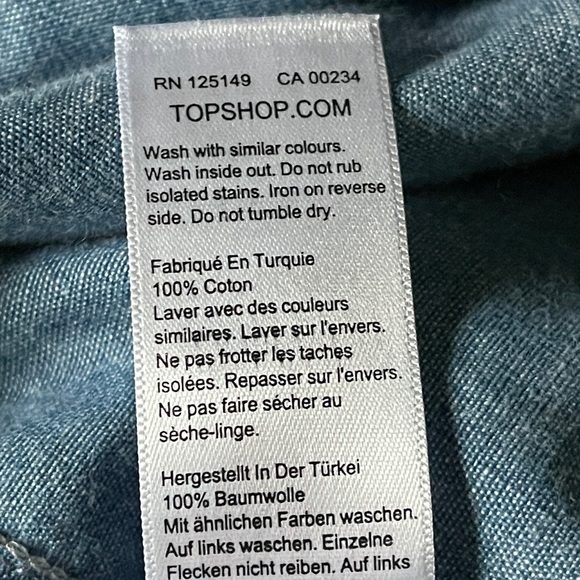 RN 125149 CA 00234
TOPSHOP.COM
Wash with similar colours.
Wash inside out. Do not rub
isolated stains. Iron on reverse
side. Do not tumble dry.
Fabriqué En Turquie
100% Coton
Laver avec des couleurs
similaires. Laver sur l'envers.
Ne pas frotter les taches
isolées. Repasser sur l'envers.
Ne pas faire sécher au
sèche-linge.
Hergestellt In Der Türkei
100% Baumwolle
Mit ähnlichen Farben waschen.
Auf links waschen. Einzelne
Flecken nicht reiben. Auf links